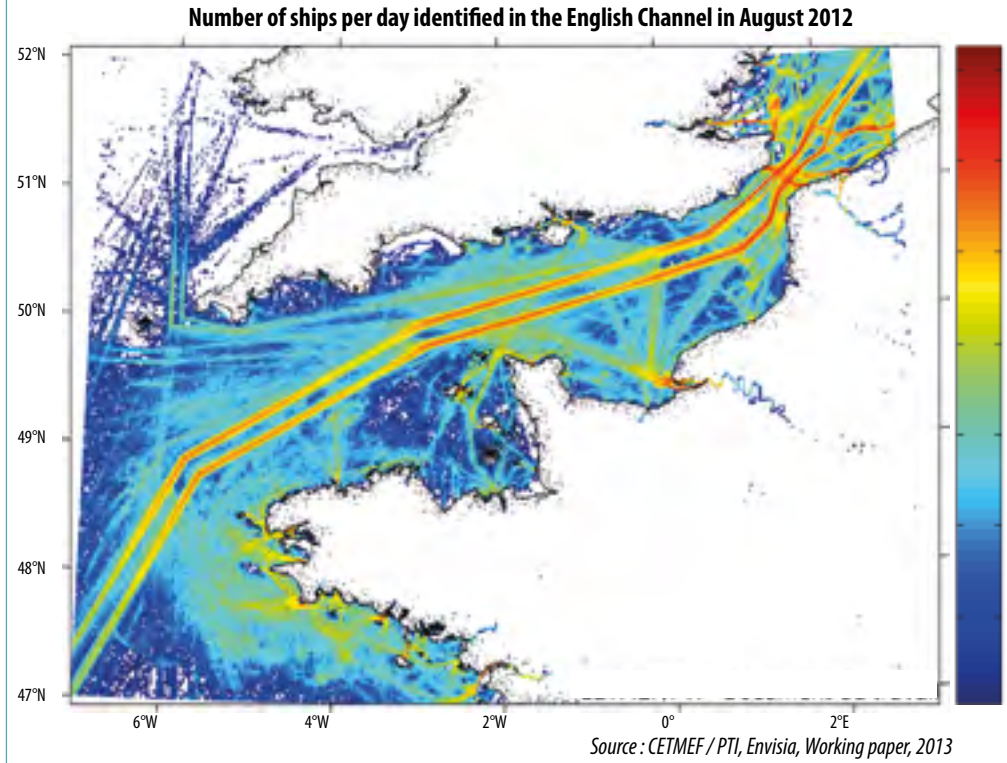 Number of ships per day identified in the English Channel in August 2012
52°N
51°N
50°N
49°N
48°N
47°N
6°W
4°W
2°W
0°
2°E
Source : CETMEF / PTI, Envisia, Working paper, 2013